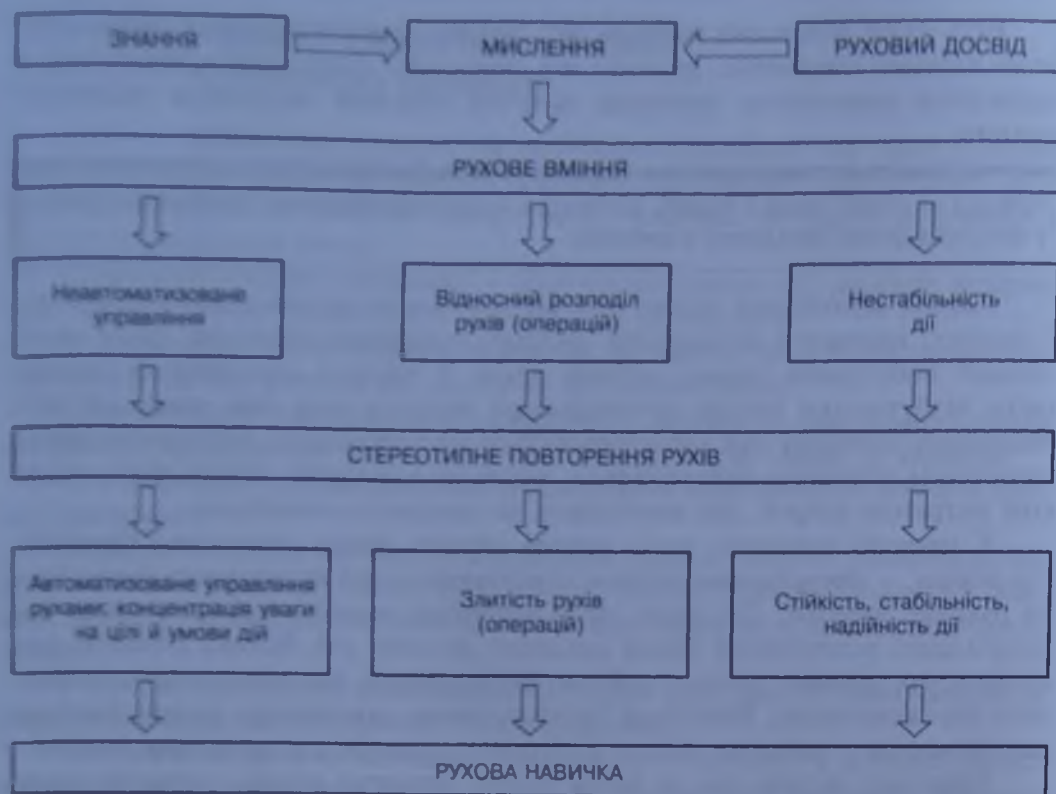 ЗНАННЯ
МИСЛЕННЯ
РУХОВИЙ ДОСВІД
РУХОВЕ ВМІННЯ
Неавтоматизоване
управління
Відносний розподіл
рухів (операцій)
Нестабільність
дії
СТЕРЕОТИПНЕ ПОВТОРЕННЯ РУХІВ
Автоматизоване управління
рухами; концентрація уваги
на цілі й умови дій
Злитість рухів
(операцій)
Стійкість, стабільність,
надійність дії
РУХОВА НАВИЧКА